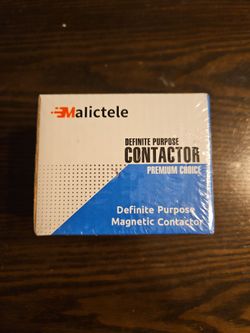 Malictele
DEFINITE PURPOSE
CONTACTOR
PREMIUM CHOICE
Definite Purpose
Magnetic Contactor